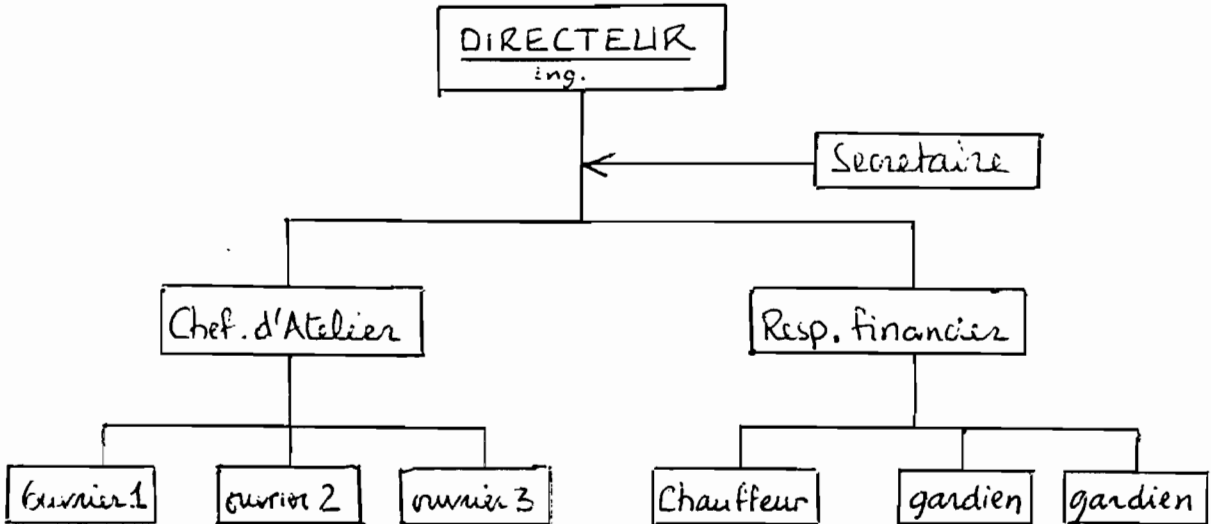 DIRECTEUR
ing.
Secretaire
Chef. d'Atelier
Resp. financier
Ouvrier 1
ouvrier 2
ouvrier 3
Chauffeur
gardien
gardien